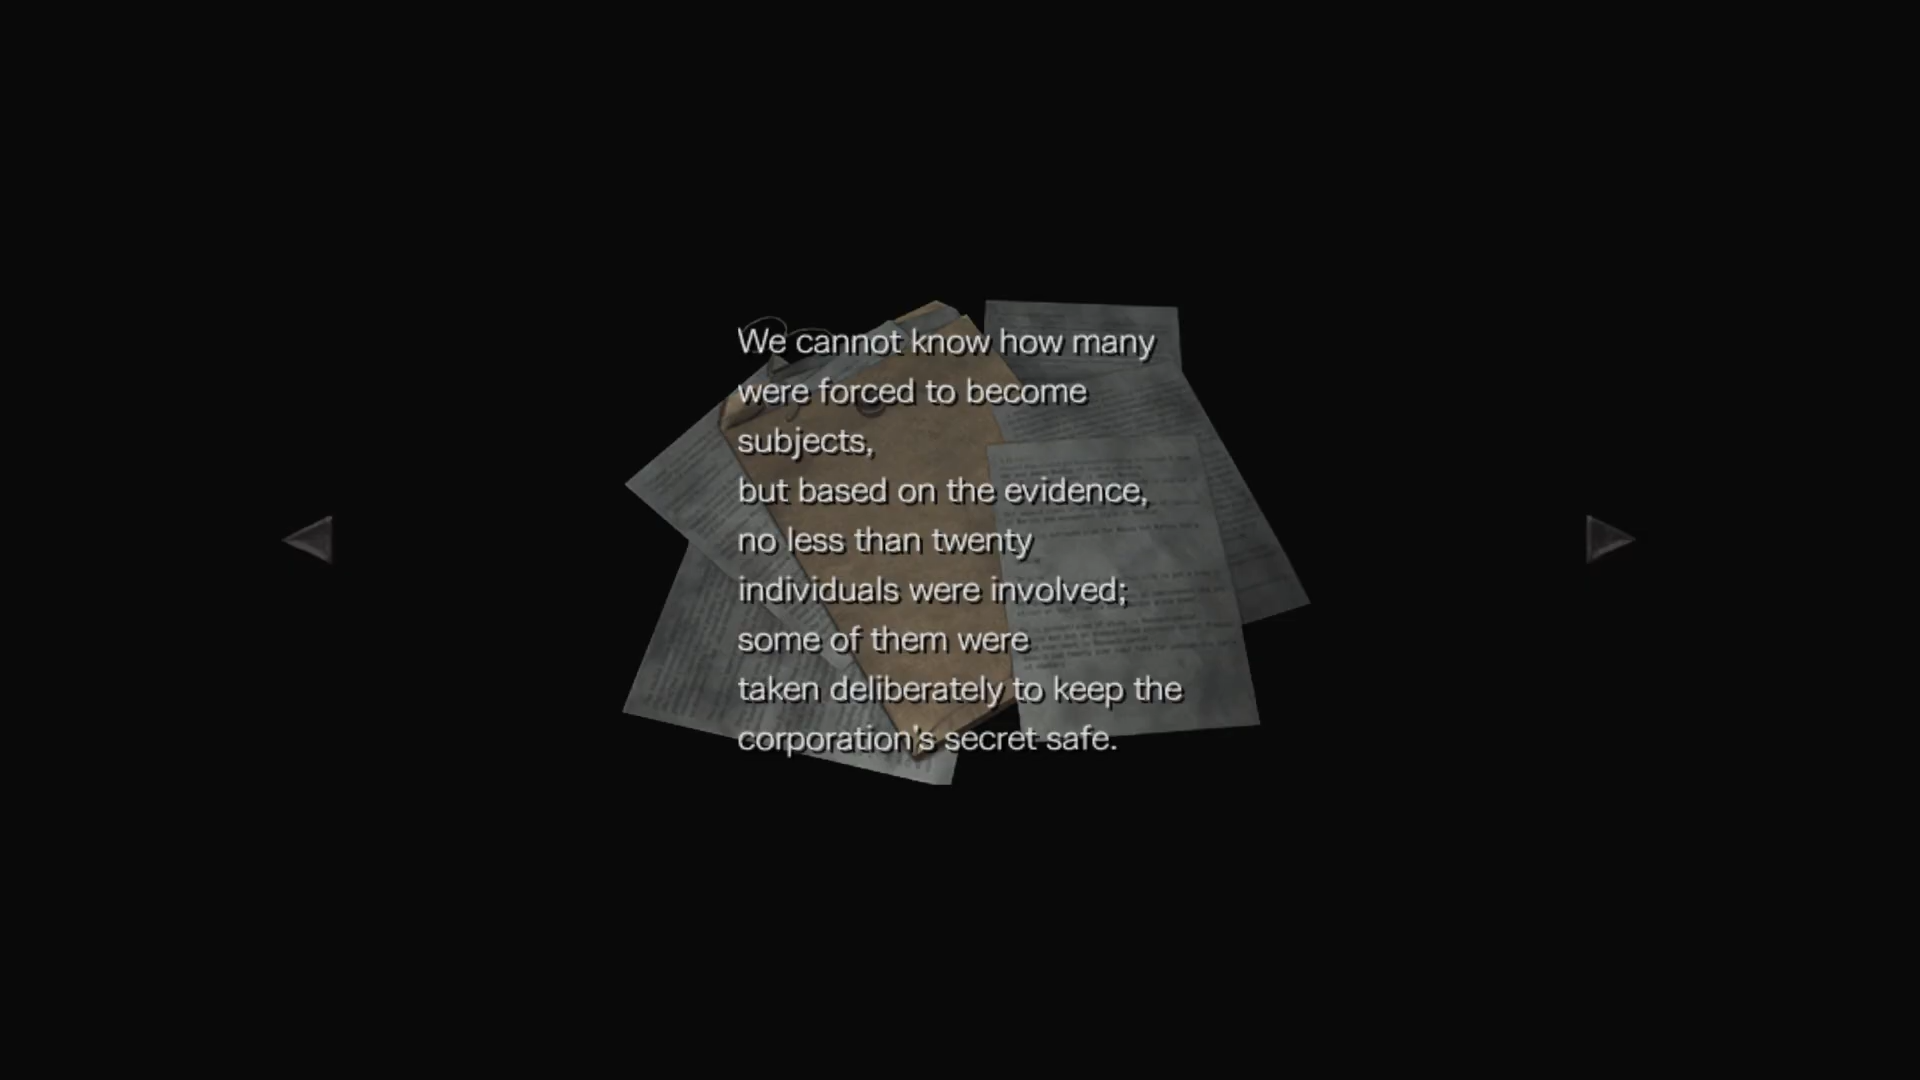 We cannot know how many
were forced to become
subjects,
but based on the evidence,
no less than twenty
individuals were involved;
some of them were
taken deliberately to keep the
corporation's secret safe.